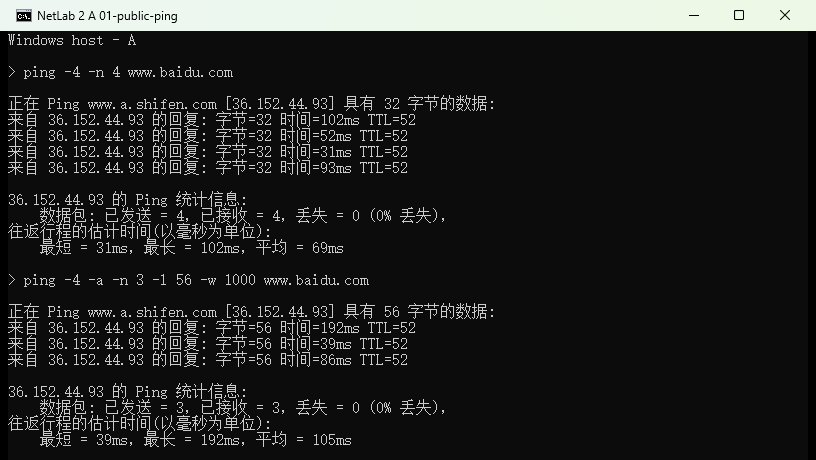 NetLab 2 A 01-public-ping
Windows host - A
> ping -4 -n 4 www.baidu.com
正在 Ping www.a.shifen.com [36.152.44.93] 具有 32 字节的数据:
来自 36.152.44.93 的回复: 字节=32 时间=102ms TTL=52
来自 36.152.44.93 的回复: 字节=32 时间=52ms TTL=52
来自 36.152.44.93 的回复: 字节=32 时间=31ms TTL=52
来自 36.152.44.93 的回复: 字节=32 时间=93ms TTL=52
36.152.44.93 的 Ping 统计信息:
数据包: 已发送 = 4, 已接收 = 4, 丢失 = 0 (0% 丢失),
往返行程的估计时间(以毫秒为单位):
最短 = 31ms, 最长 = 102ms, 平均 = 69ms
> ping -4 -a -n 3 -l 56 -w 1000 www.baidu.com
正在 Ping www.a.shifen.com [36.152.44.93] 具有 56 字节的数据:
来自 36.152.44.93 的回复: 字节=56 时间=192ms TTL=52
来自 36.152.44.93 的回复: 字节=56 时间=39ms TTL=52
来自 36.152.44.93 的回复: 字节=56 时间=86ms TTL=52
36.152.44.93 的 Ping 统计信息:
数据包: 已发送 = 3, 已接收 = 3, 丢失 = 0 (0% 丢失),
往返行程的估计时间(以毫秒为单位):
最短 = 39ms, 最长 = 192ms, 平均 = 105ms